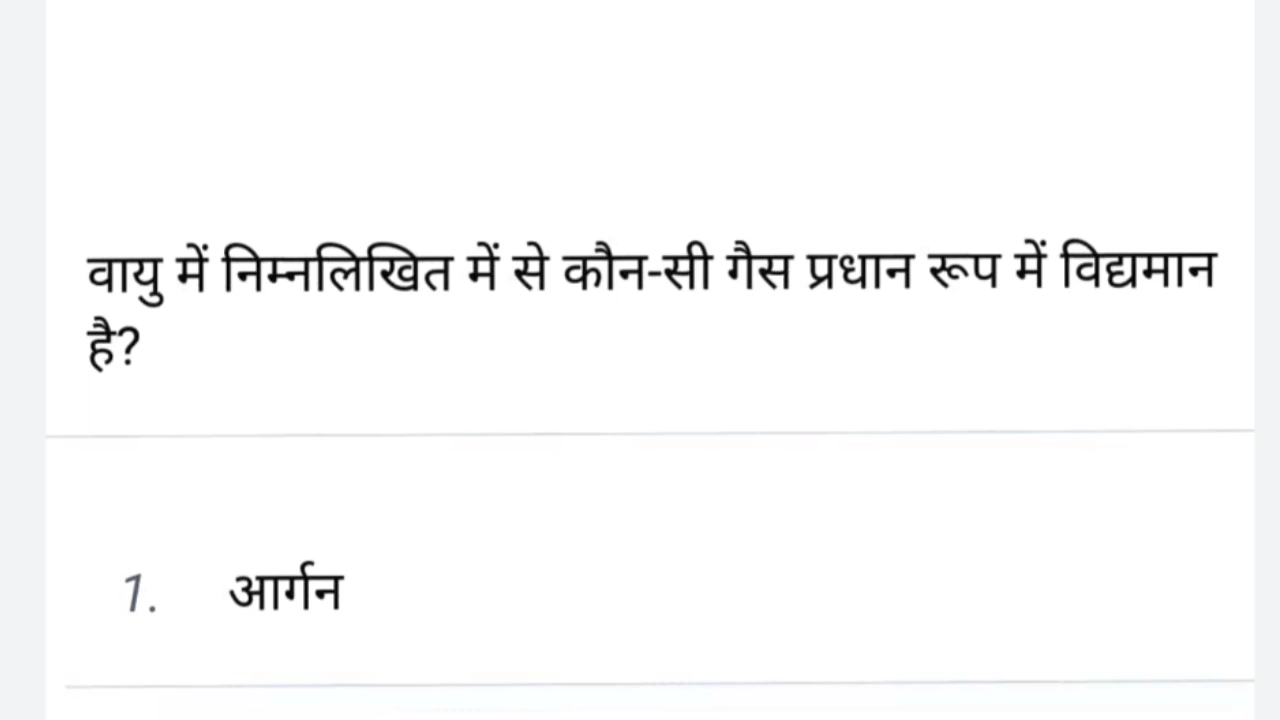 वायु में निम्नलिखित में से कौन-सी गैस प्रधान रूप में विद्यमान
है?
1. आर्गन